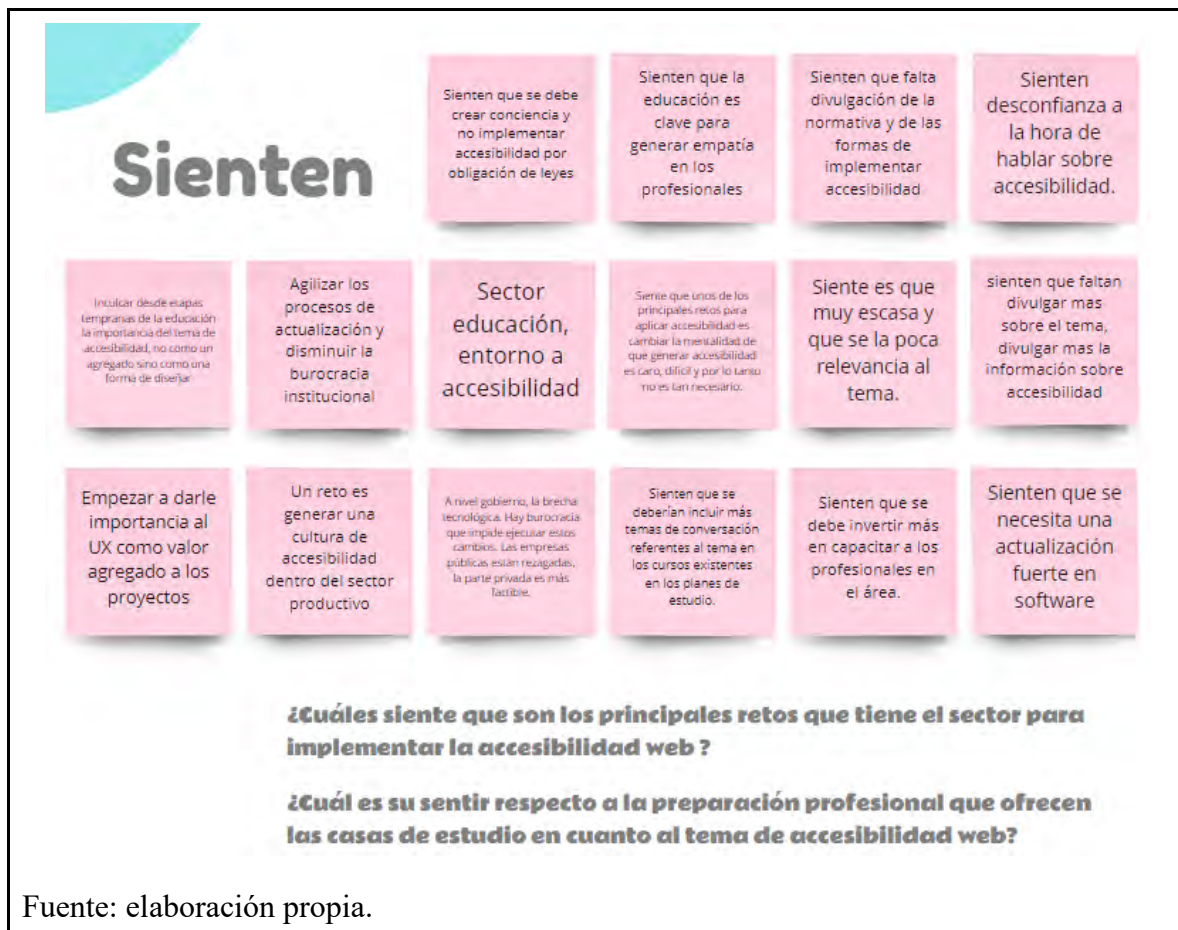 Sienten
Sienten que se debe
crear conciencia y
no implementar
accesibilidad por
obligación de leyes
Sienten que la
educación es
clave para
generar empatía
en los
profesionales
Sienten que falta
divulgación de la
normativa y de las
formas de
implementar
accesibilidad
Sienten
desconfianza a
la hora de
hablar sobre
accesibilidad.
Inculcar desde etapas
tempranas de la educación
la importancia del tema de
accesibilidad, no como un
agregado sino como una
forma de diseñar
Agilizar los
procesos de
actualización y
disminuir la
burocracia
institucional
Sector
educación,
entorno a
accesibilidad
Siente que unos de los
principales retos para
aplicar accesibilidad es
cambiar la mentalidad de
que generar accesibilidad
es caro, difícil y por lo tanto
no es tan necesario.
Siente es que
muy escasa y
que se la poca
relevancia al
tema.
sienten que faltan
divulgar mas
sobre el tema,
divulgar mas la
información sobre
accesibilidad
Empezar a darle
importancia al
UX como valor
agregado a los
proyectos
Un reto es
generar una
cultura de
accesibilidad
dentro del sector
productivo
A nivel gobierno, la brecha
tecnológica. Hay burocracia
que impide ejecutar estos
cambios. Las empresas
públicas están rezagadas,
la parte privada es más
factible.
Sienten que se
deberían incluir más
temas de conversación
referentes al tema en
los cursos existentes
en los planes de
estudio.
Sienten que se
debe invertir más
en capacitar a los
profesionales en
el área.
Sienten que se
necesita una
actualización
fuerte en
software
¿Cuáles siente que son los principales retos que tiene el sector para
implementar la accesibilidad web ?
¿Cuál es su sentir respecto a la preparación profesional que ofrecen
las casas de estudio en cuanto al tema de accesibilidad web?
Fuente: elaboración propia.